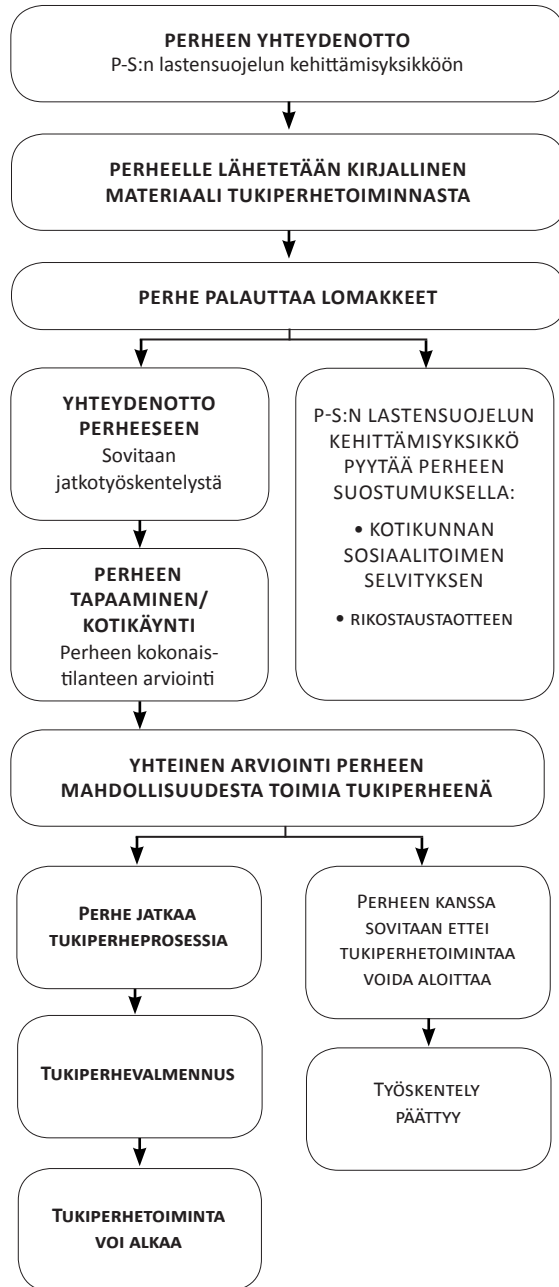 PERHEEN YHTEYDENOTTO
P-S:n lastensuojelun kehittämisyksikköön
PERHEELLE LÄHETETÄÄN KIRJALLINEN
MATERIAALI TUKIPERHETOIMINNASTA
PERHE PALAUTTAA LOMAKKEET
YHTEYDENOTTO
PERHEESEEN
Sovitaan
jatkotyöskentelystä
P-S:N LASTENSUOJELUN
KEHITTÄMISYKSIKKÖ
PYYTÄÄ PERHEEN
SUOSTUMUKSELLA:
• KOTIKUNNAN
SOSIAALITOIMEN
SELVITYKSEN
• RIKOSTAUSTAOTTEEN
PERHEEN
TAPAAMINEN/
KOTIKÄYNTI
Perheen kokonais-
tilanteen arviointi
YHTEINEN ARVIOINTI PERHEEN
MAHDOLLISUUDESTA TOIMIA TUKIPERHEENÄ
PERHE JATKAA
TUKIPERHEPROSESSIA
PERHEEN KANSSA
SOVITAAN ETTEI
TUKIPERHETOIMINTAA
VOIDA ALOITTAA
TUKIPERHEVALMENNUS
TYÖSKENTELY
PÄÄTTYY
TUKIPERHETOIMINTA
VOI ALKAA